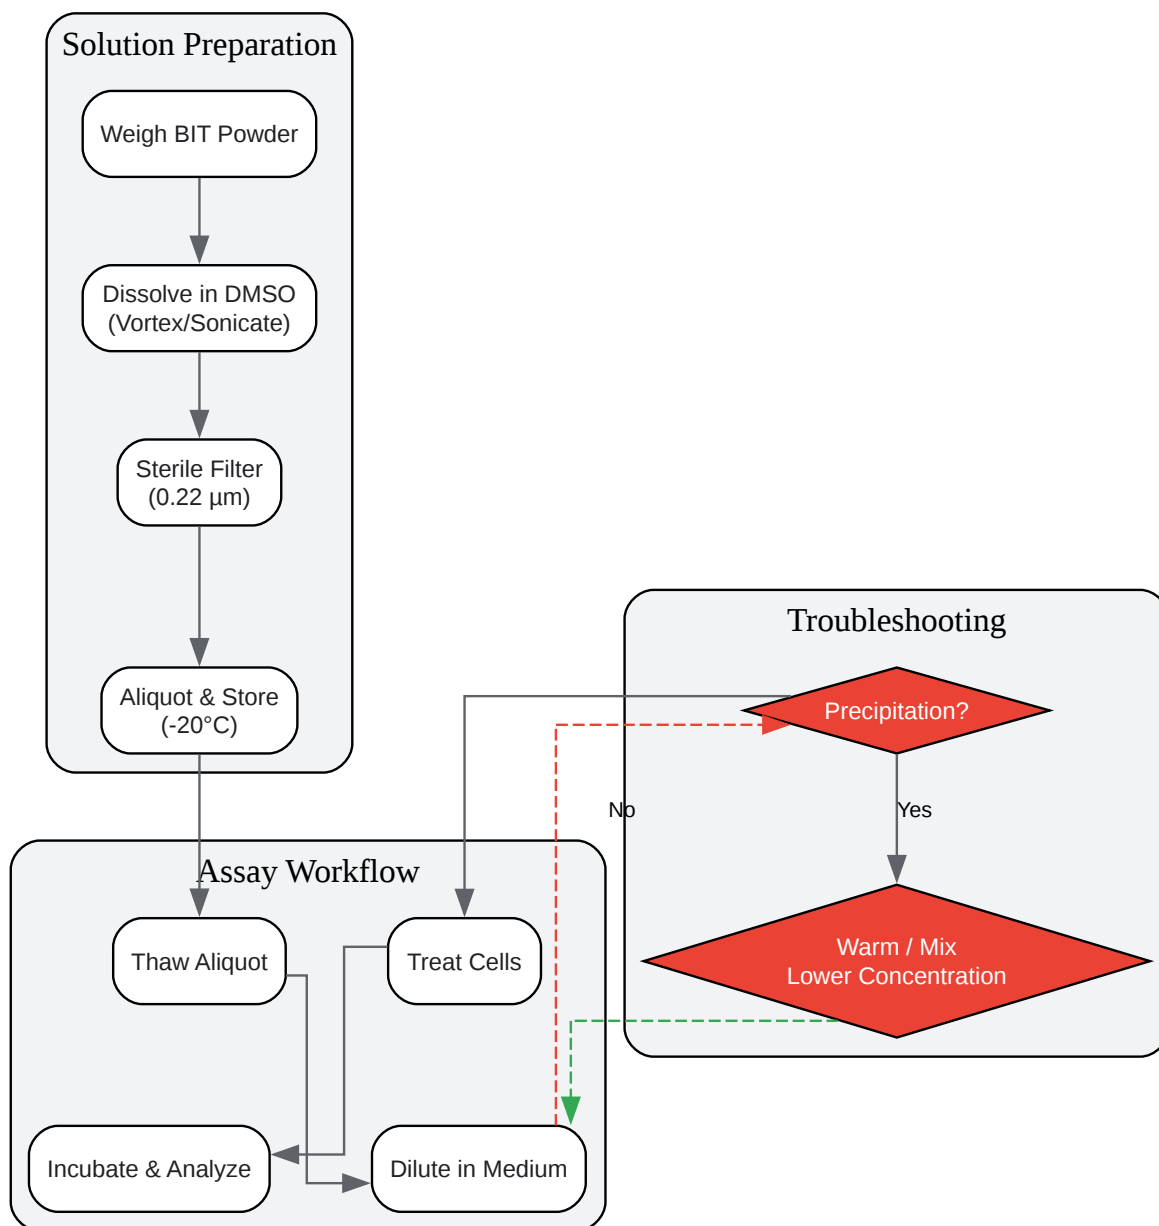 Solution Preparation
Weigh BIT Powder
Dissolve in DMSO
(Vortex/Sonicate)
Sterile Filter
(0.22 µm)
Aliquot & Store
(-20°C)
Troubleshooting
Precipitation?
No
Yes
Warm / Mix
Lower Concentration
Assay Workflow
Thaw Aliquot
Treat Cells
Incubate & Analyze
Dilute in Medium